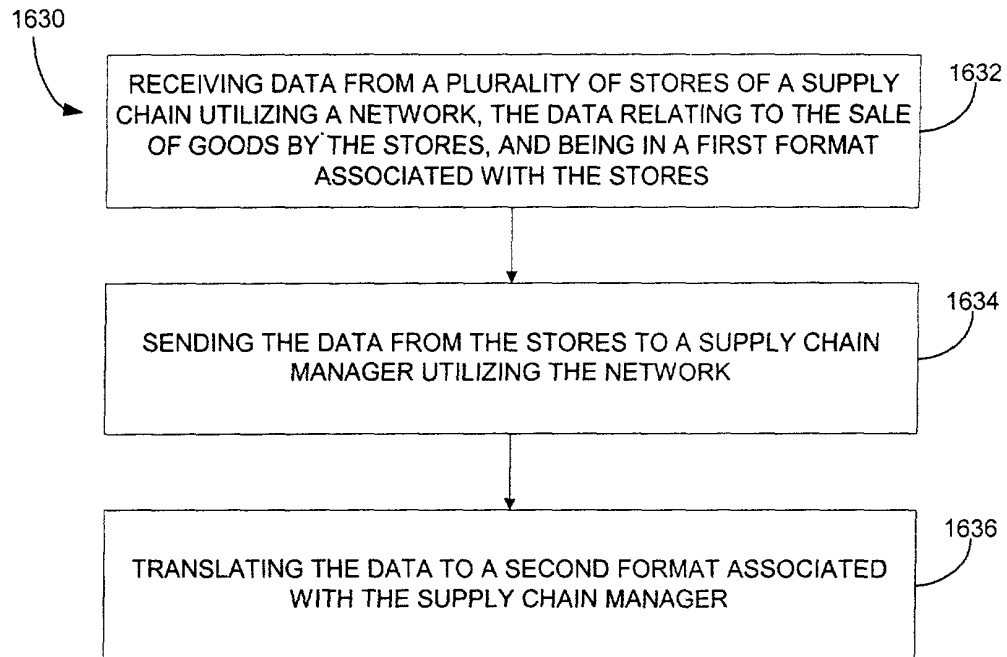 1630
RECEIVING DATA FROM A PLURALITY OF STORES OF A SUPPLY
CHAIN UTILIZING A NETWORK, THE DATA RELATING TO THE SALE
OF GOODS BY THE STORES, AND BEING IN A FIRST FORMAT
ASSOCIATED WITH THE STORES
1632
SENDING THE DATA FROM THE STORES TO A SUPPLY CHAIN
MANAGER UTILIZING THE NETWORK
1634
TRANSLATING THE DATA TO A SECOND FORMAT ASSOCIATED
WITH THE SUPPLY CHAIN MANAGER
1636